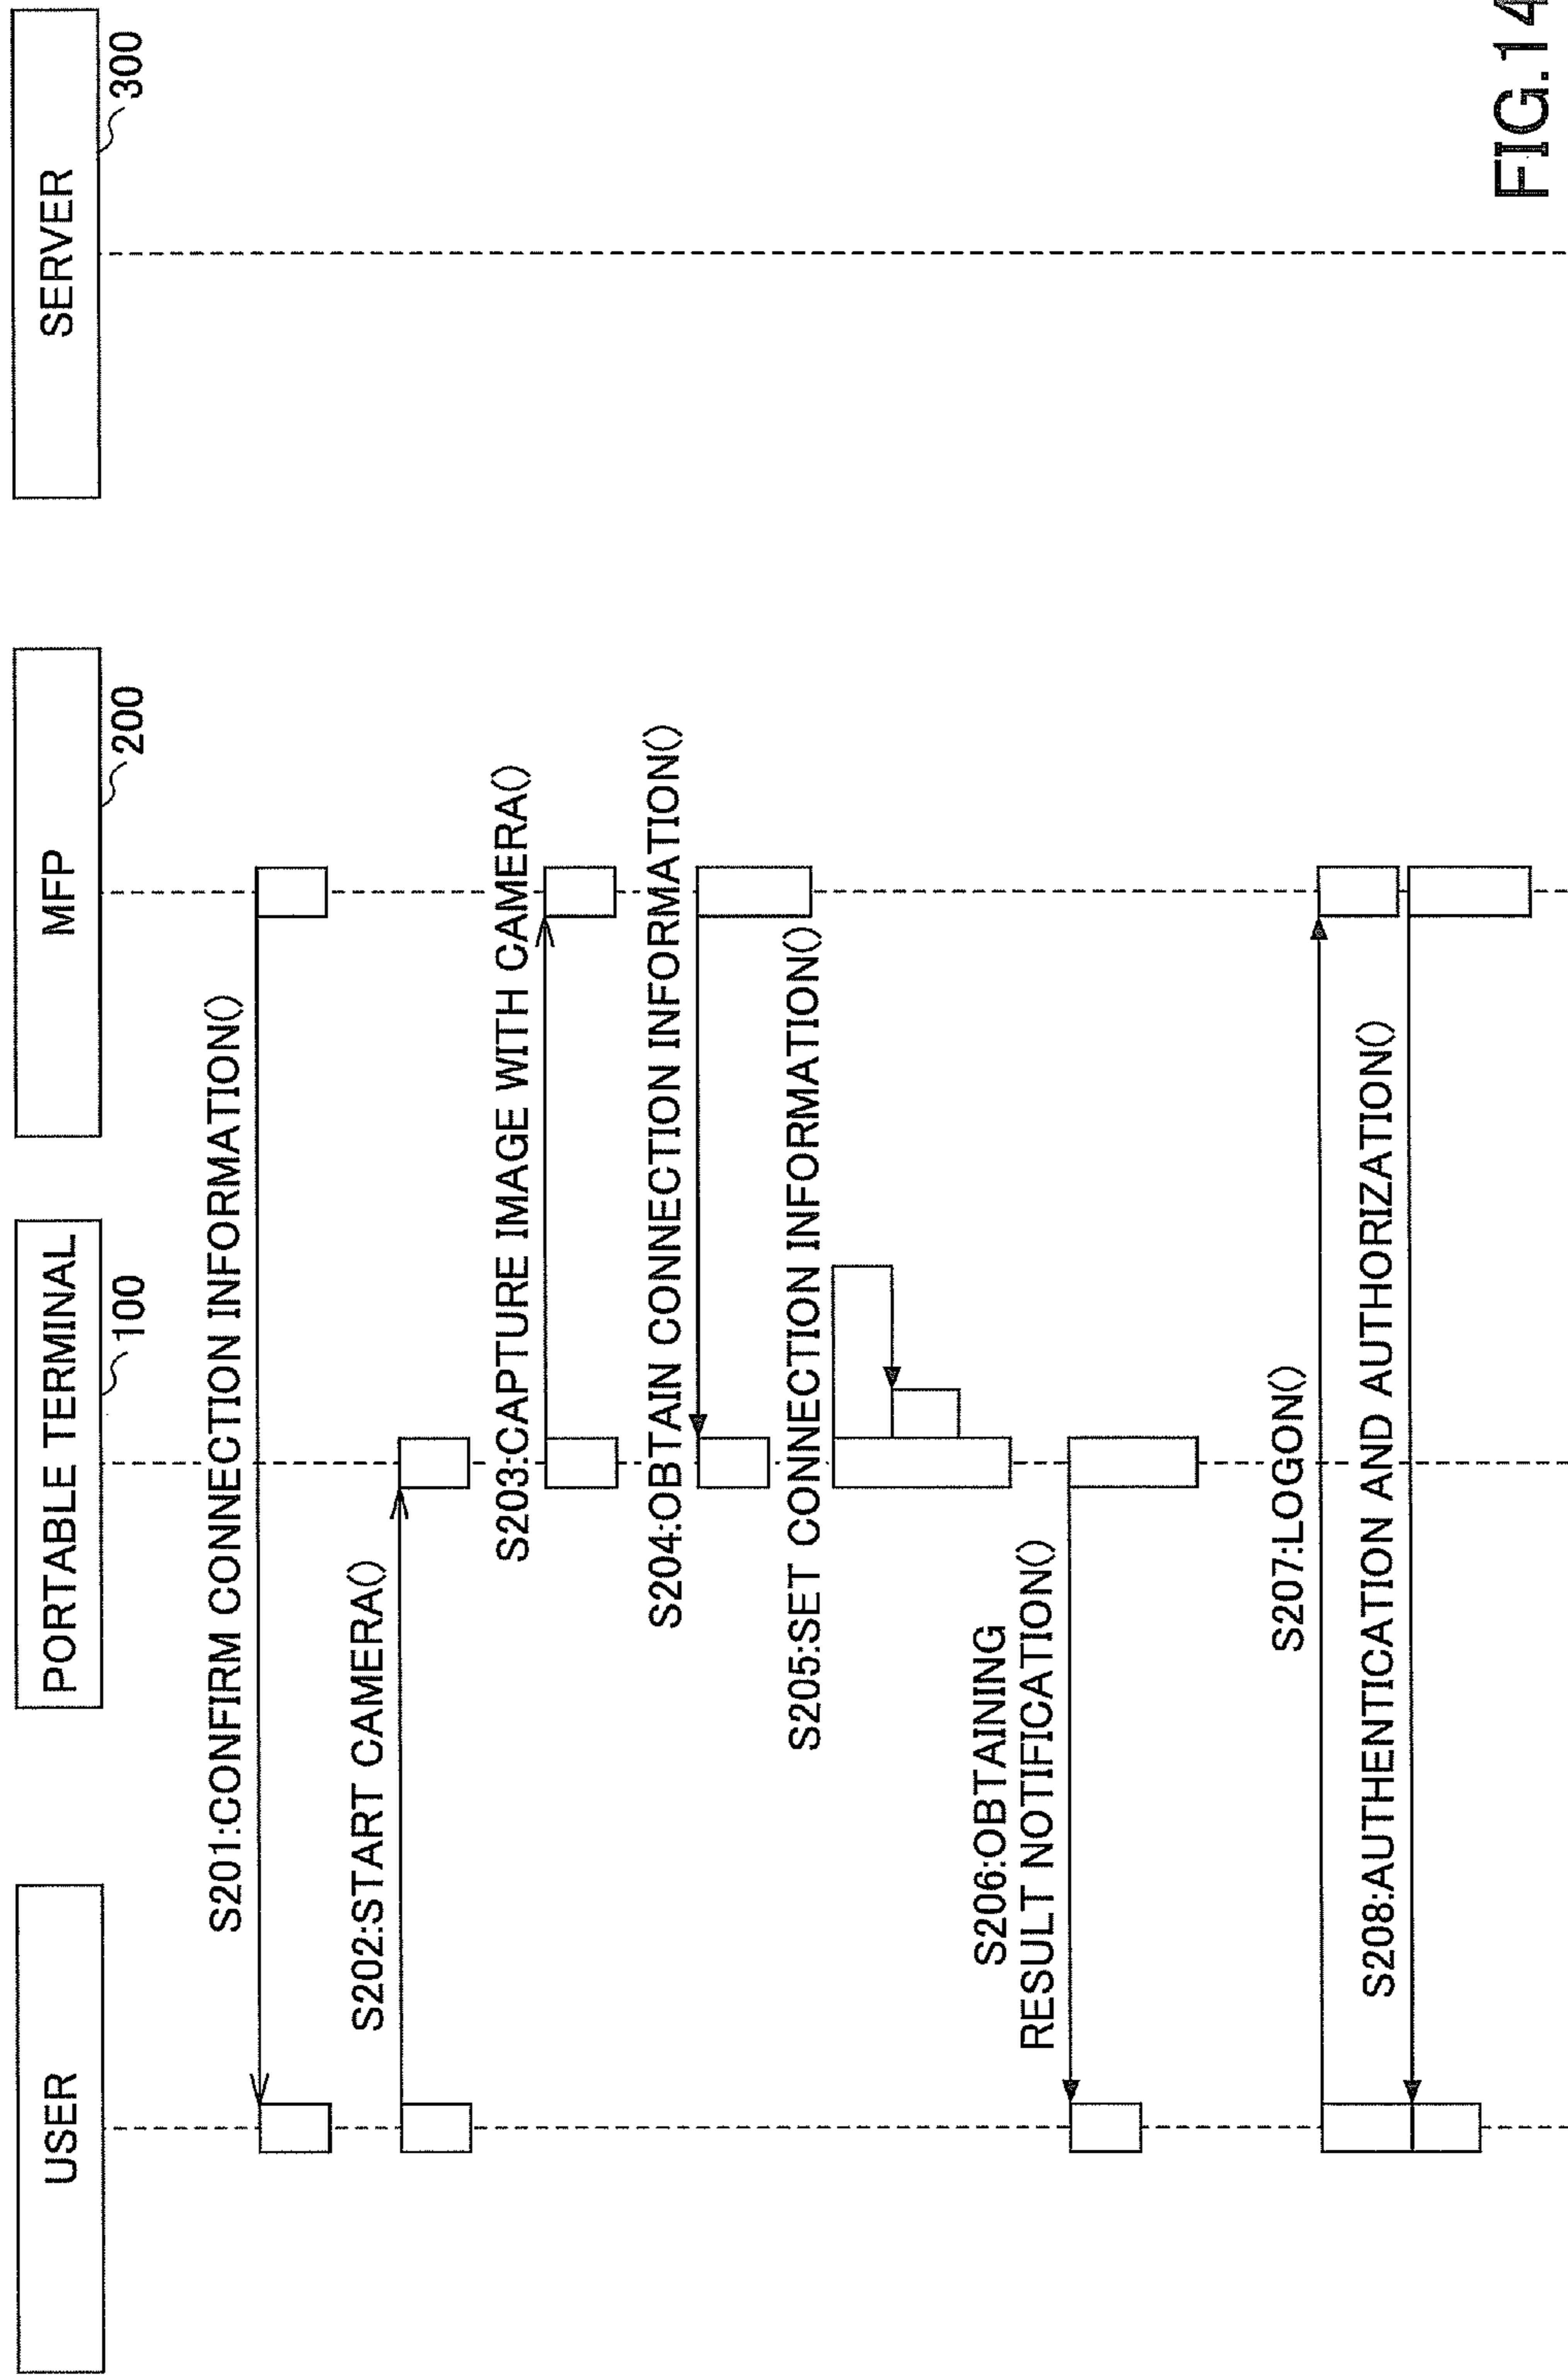 USER
PORTABLE TERMINAL
100
MFP
200
SERVER
300
S201:CONFIRM CONNECTION INFORMATION()
S202:START CAMERA()
S203:CAPTURE IMAGE WITH CAMERA()
S204:OBTAIN CONNECTION INFORMATION()
S205:SET CONNECTION INFORMATION()
S206:OBTAINING
RESULT NOTIFICATION()
S207:LOGON()
S208:AUTHENTICATION AND AUTHORIZATION()
FIG.14